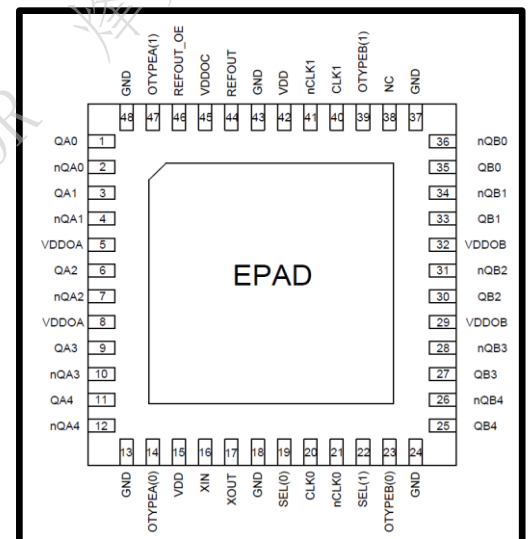 GND OTYPEA(1) REFOUT_OE VDDOC REFOUT GND VDD nCLK1 CLK1 OTYPEB(1) NC GND
48 47 46 45 44 43 42 41 40 39 38 37
QA0 1 36 nQB0
nQA0 2 35 QB0
QA1 3 34 nQB1
nQA1 4 33 QB1
VDDOA 5 32 VDDOB
QA2 6 31 nQB2
nQA2 7 30 QB2
VDDOA 8 29 VDDOB
QA3 9 28 nQB3
nQA3 10 27 QB3
QA4 11 26 nQB4
nQA4 12 25 QB4
EPAD
13 14 15 16 17 18 19 20 21 22 23 24
GND OTYPEA(0) VDD XIN XOUT GND SEL(0) CLK0 nCLK0 SEL(1) OTYPEB(0) GND